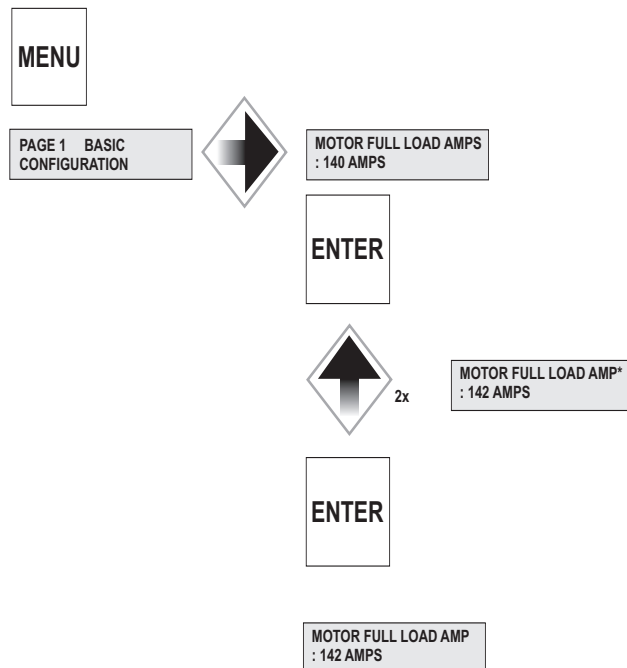 MENU
PAGE 1 BASIC
CONFIGURATION
MOTOR FULL LOAD AMPS
: 140 AMPS
ENTER
2x
MOTOR FULL LOAD AMP*
: 142 AMPS
ENTER
MOTOR FULL LOAD AMP
: 142 AMPS